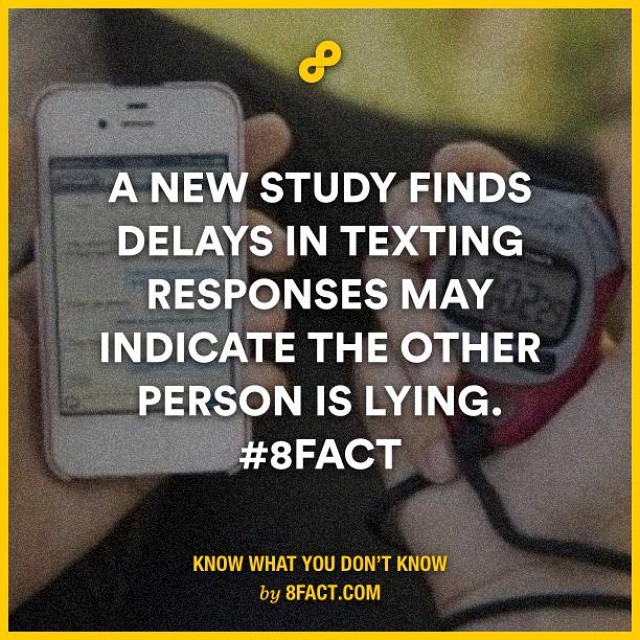 A NEW STUDY FINDS
DELAYS IN TEXTING
RESPONSES MAY
INDICATE THE OTHER
PERSON IS LYING.
#8FACT
KNOW WHAT YOU DON'T KNOW
by 8FACT.COM